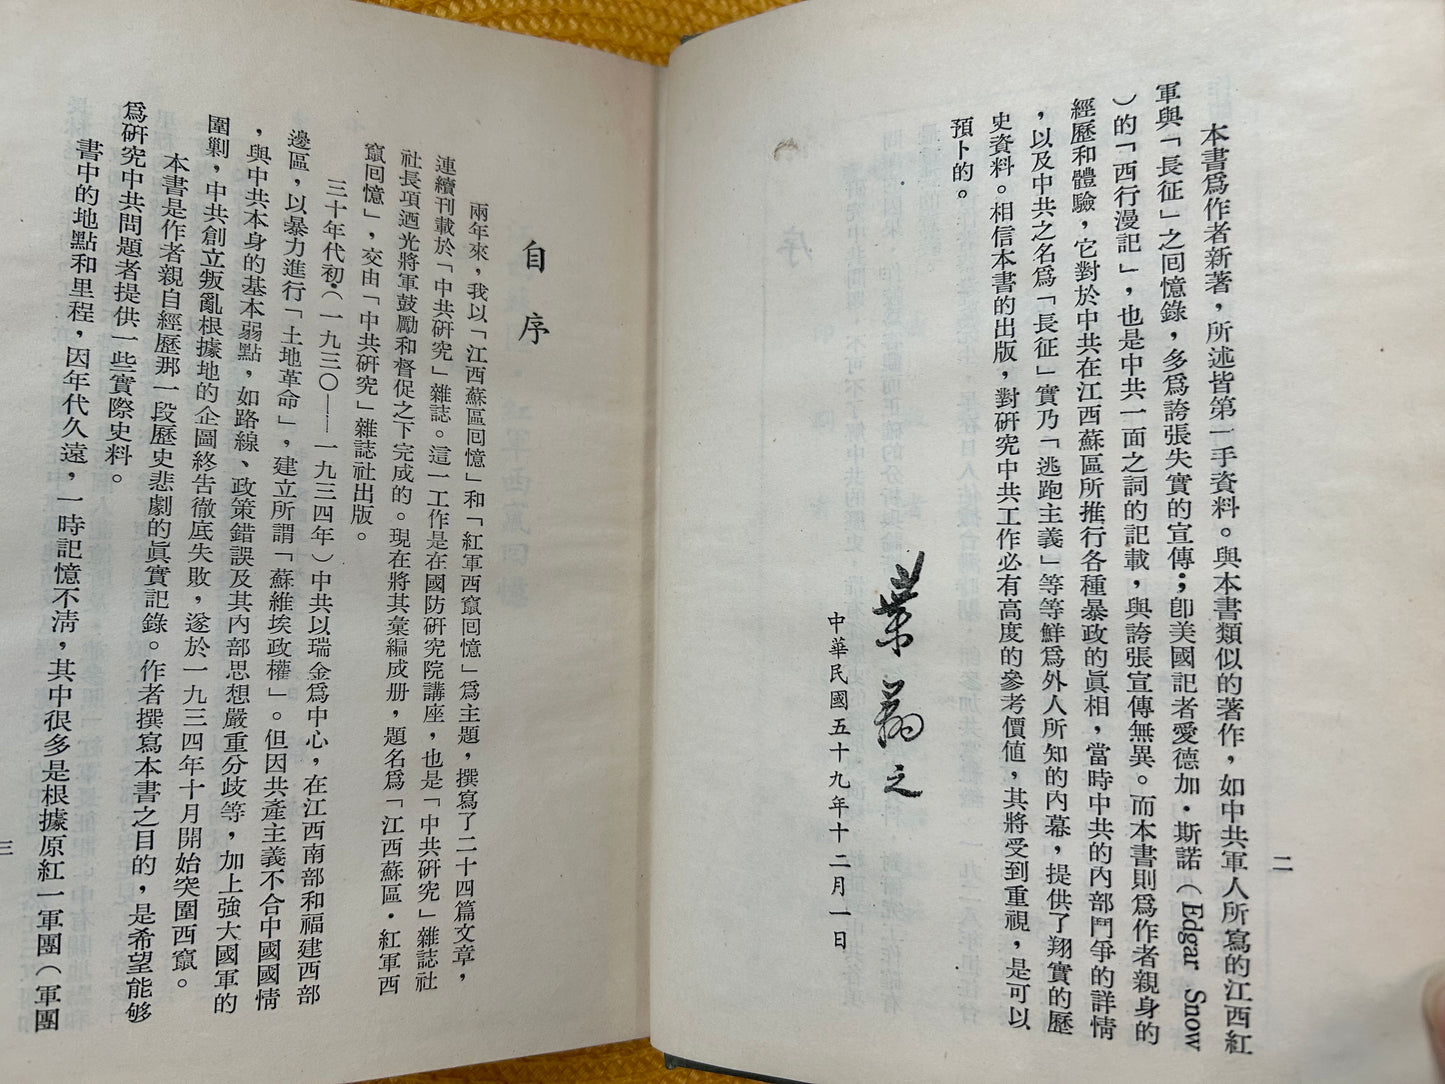 二
本書爲作者新著，所述皆第一手資料。與本書類似的著作，如中共軍人所寫的江西紅
軍與「長征」之回憶錄，多爲誇張失實的宣傳；卽美國記者愛德加・斯諾（Edgar Snow
）的「西行漫記」，也是中共一面之詞的記載，與誇張宣傳無異。而本書則爲作者親身的
經歷和體驗，它對於中共在江西蘇區所推行各種暴政的眞相，當時中共的內部鬥爭的詳情
，以及中共之名爲「長征」實乃「逃跑主義」等等鮮爲外人所知的內幕，提供了翔實的歷
史資料。相信本書的出版，對研究中共工作必有高度的參考價値，其將受到重視，是可以
預卜的。
葉翔之
中華民國五十九年十二月一日
自序
兩年來，我以「江西蘇區回憶」和「紅軍西竄回憶」爲主題，撰寫了二十四篇文章，
連續刊載於「中共研究」雜誌。這一工作是在國防研究院講座，也是「中共研究」雜誌社
社長項迺光將軍鼓勵和督促之下完成的。現在將其彙編成册，題名爲「江西蘇區・紅軍西
竄回憶」，交由「中共研究」雜誌社出版。
三十年代初・（一九三〇——一九三四年）中共以瑞金爲中心，在江西南部和福建西部
邊區，以暴力進行「土地革命」，建立所謂「蘇維埃政權」。但因共產主義不合中國國情
，與中共本身的基本弱點，如路線、政策錯誤及其內部思想嚴重分歧等，加上強大國軍的
圍剿，中共創立叛亂根據地的企圖終告徹底失敗，遂於一九三四年十月開始突圍西竄。
本書是作者親自經歷那一段歷史悲劇的眞實記錄。作者撰寫本書之目的，是希望能够
爲研究中共問題者提供一些實際史料。
書中的地點和里程，因年代久遠，一時記憶不淸，其中很多是根據原紅一軍團（軍團
三